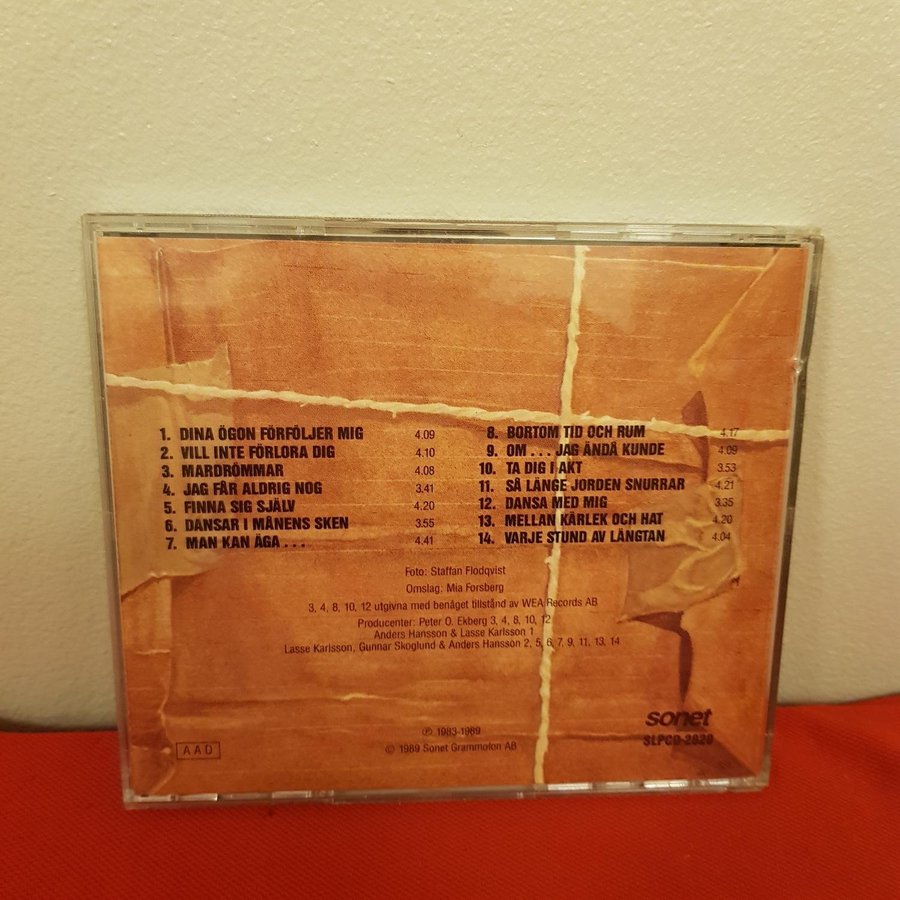 1. DINA ÖGON FÖRFÖLJER MIG 4.09
2. VILL INTE FÖRLORA DIG 4.10
3. MARDRÖMMAR 4.08
4. JAG FÅR ALDRIG NOG 3.41
5. FINNA SIG SJÄLV 4.20
6. DANSAR I MÅNENS SKEN 3.55
7. MAN KAN ÄGA . . . 4.41
8. BORTOM TID OCH RUM 4.17
9. OM . . . JAG ÄNDÅ KUNDE 4.09
10. TA DIG I AKT 3.53
11. SÅ LÄNGE JORDEN SNURRAR 4.21
12. DANSA MED MIG 3.35
13. MELLAN KÄRLEK OCH HAT 4.20
14. VARJE STUND AV LÄNGTAN 4.04
Foto: Staffan Flodqvist
Omslag: Mia Forsberg
3, 4, 8, 10, 12 utgivna med benäget tillstånd av WEA Records AB
Producenter: Peter O. Ekberg 3, 4, 8, 10, 12
Anders Hansson & Lasse Karlsson 1
Lasse Karlsson, Gunnar Skoglund & Anders Hansson 2, 5, 6, 7, 9, 11, 13, 14
℗ 1983-1989
© 1989 Sonet Grammofon AB
AAD
sonet
SLPCD-2820